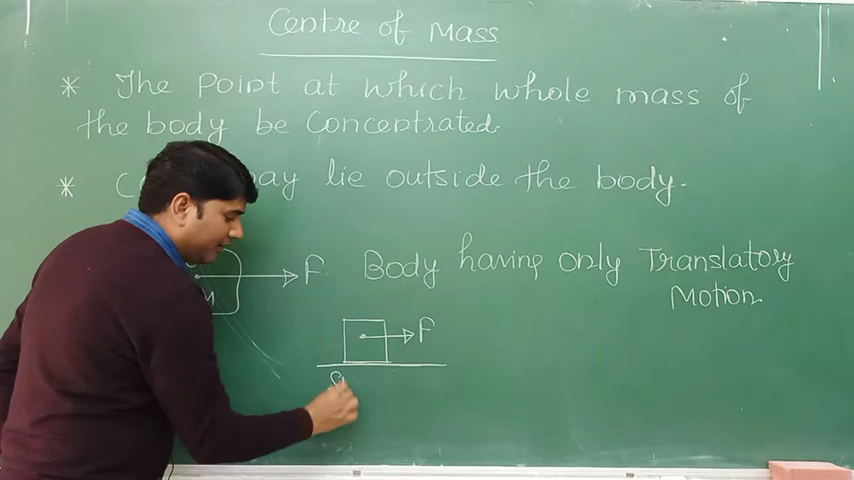 Centre of Mass
* The Point at which whole mass of
the body be Concentrated.
* lie outside the body.
F Body having only Translatory
Motion
F